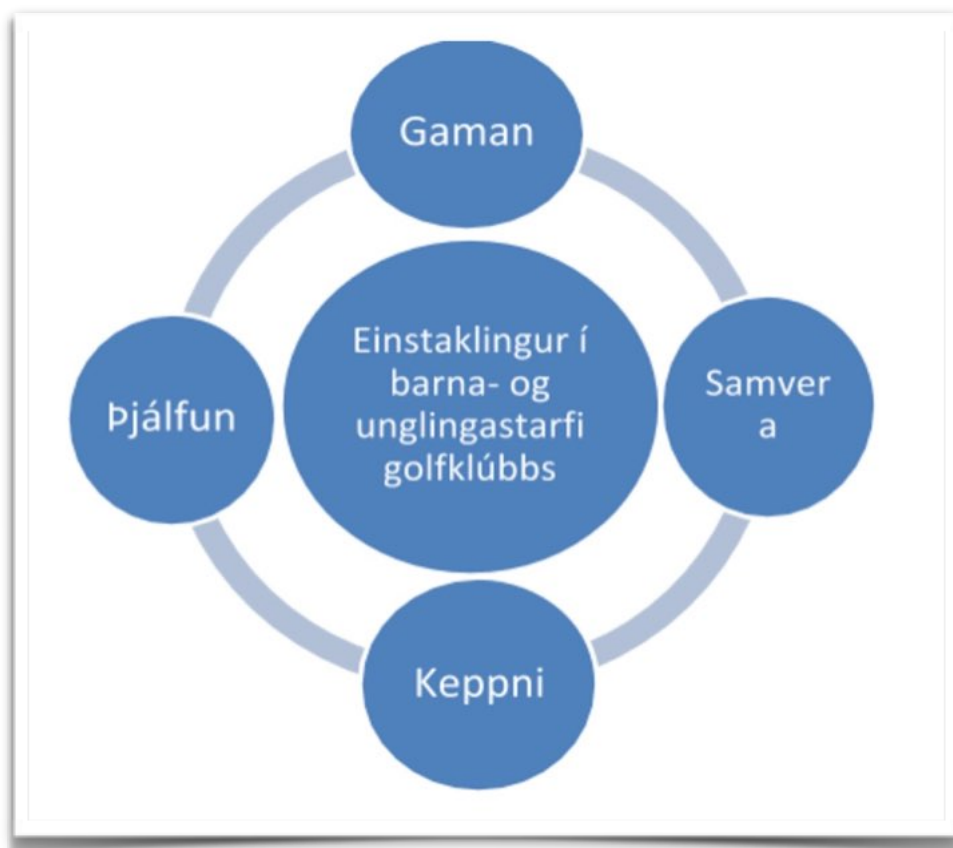 Gaman
Þjálfun
Einstaklingur í
barna- og
unglingastarfi
golfklúbbs
Samver
a
Keppni